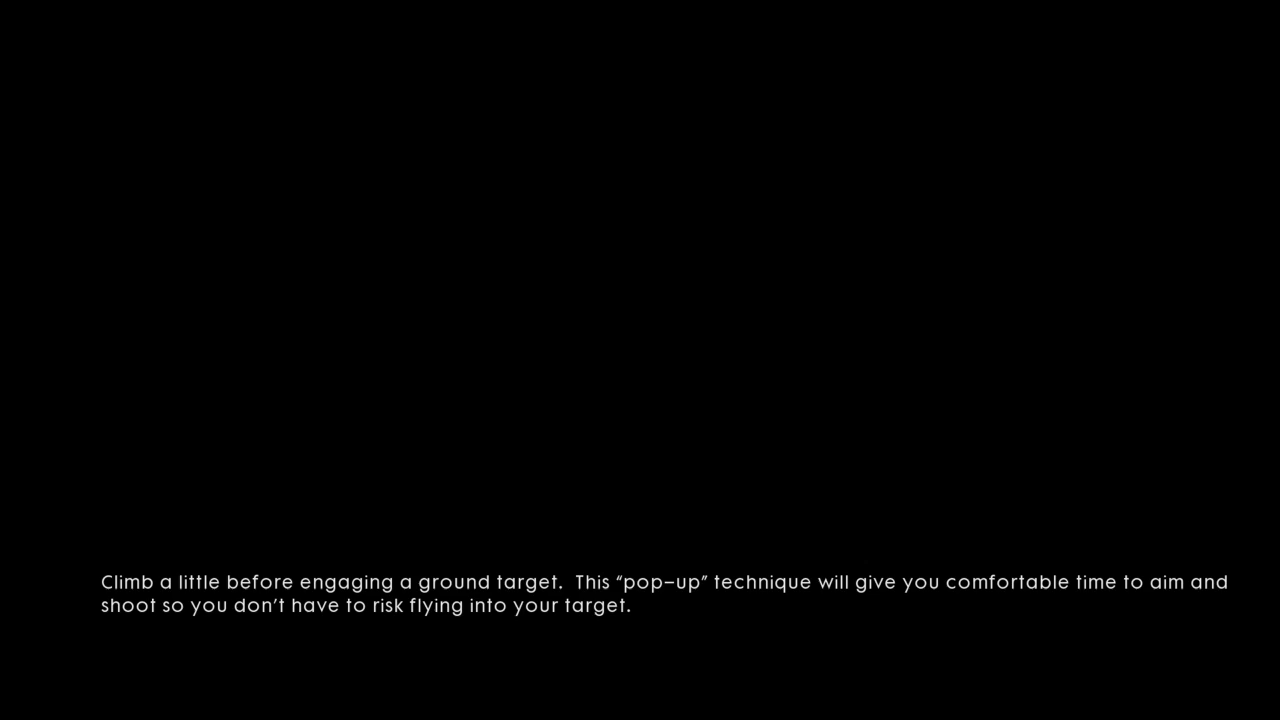 Climb a little before engaging a ground target.  This “pop–up” technique will give you comfortable time to aim and
shoot so you don’t have to risk flying into your target.